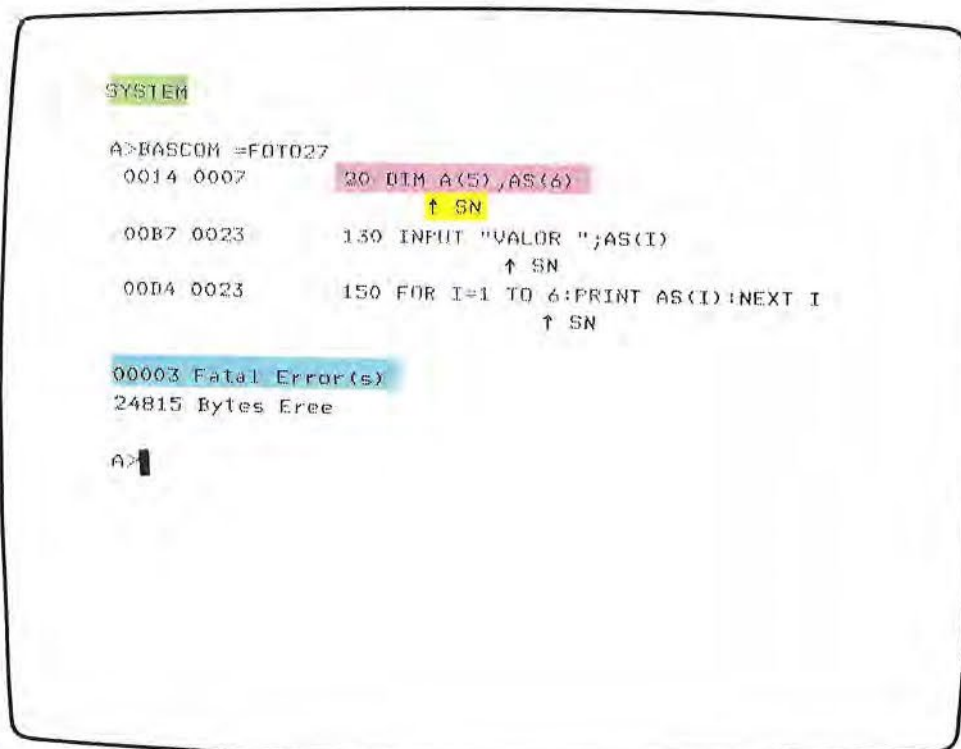 SYSTEM
A>BASCOM =FOTO27
0014 0007 20 DIM A(5),AS(6)
↑ SN
00B7 0023 130 INPUT "VALOR ";AS(I)
↑ SN
00D4 0023 150 FOR I=1 TO 6:PRINT AS(I):NEXT I
↑ SN
00003 Fatal Error(s)
24815 Bytes Free
A>